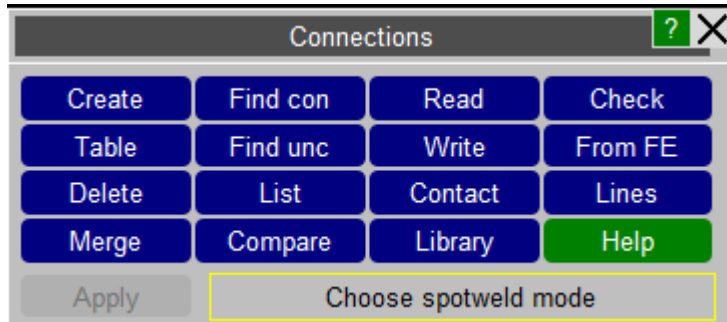 Connections ?
Create Find con Read Check
Table Find unc Write From FE
Delete List Contact Lines
Merge Compare Library Help
Apply Choose spotweld mode